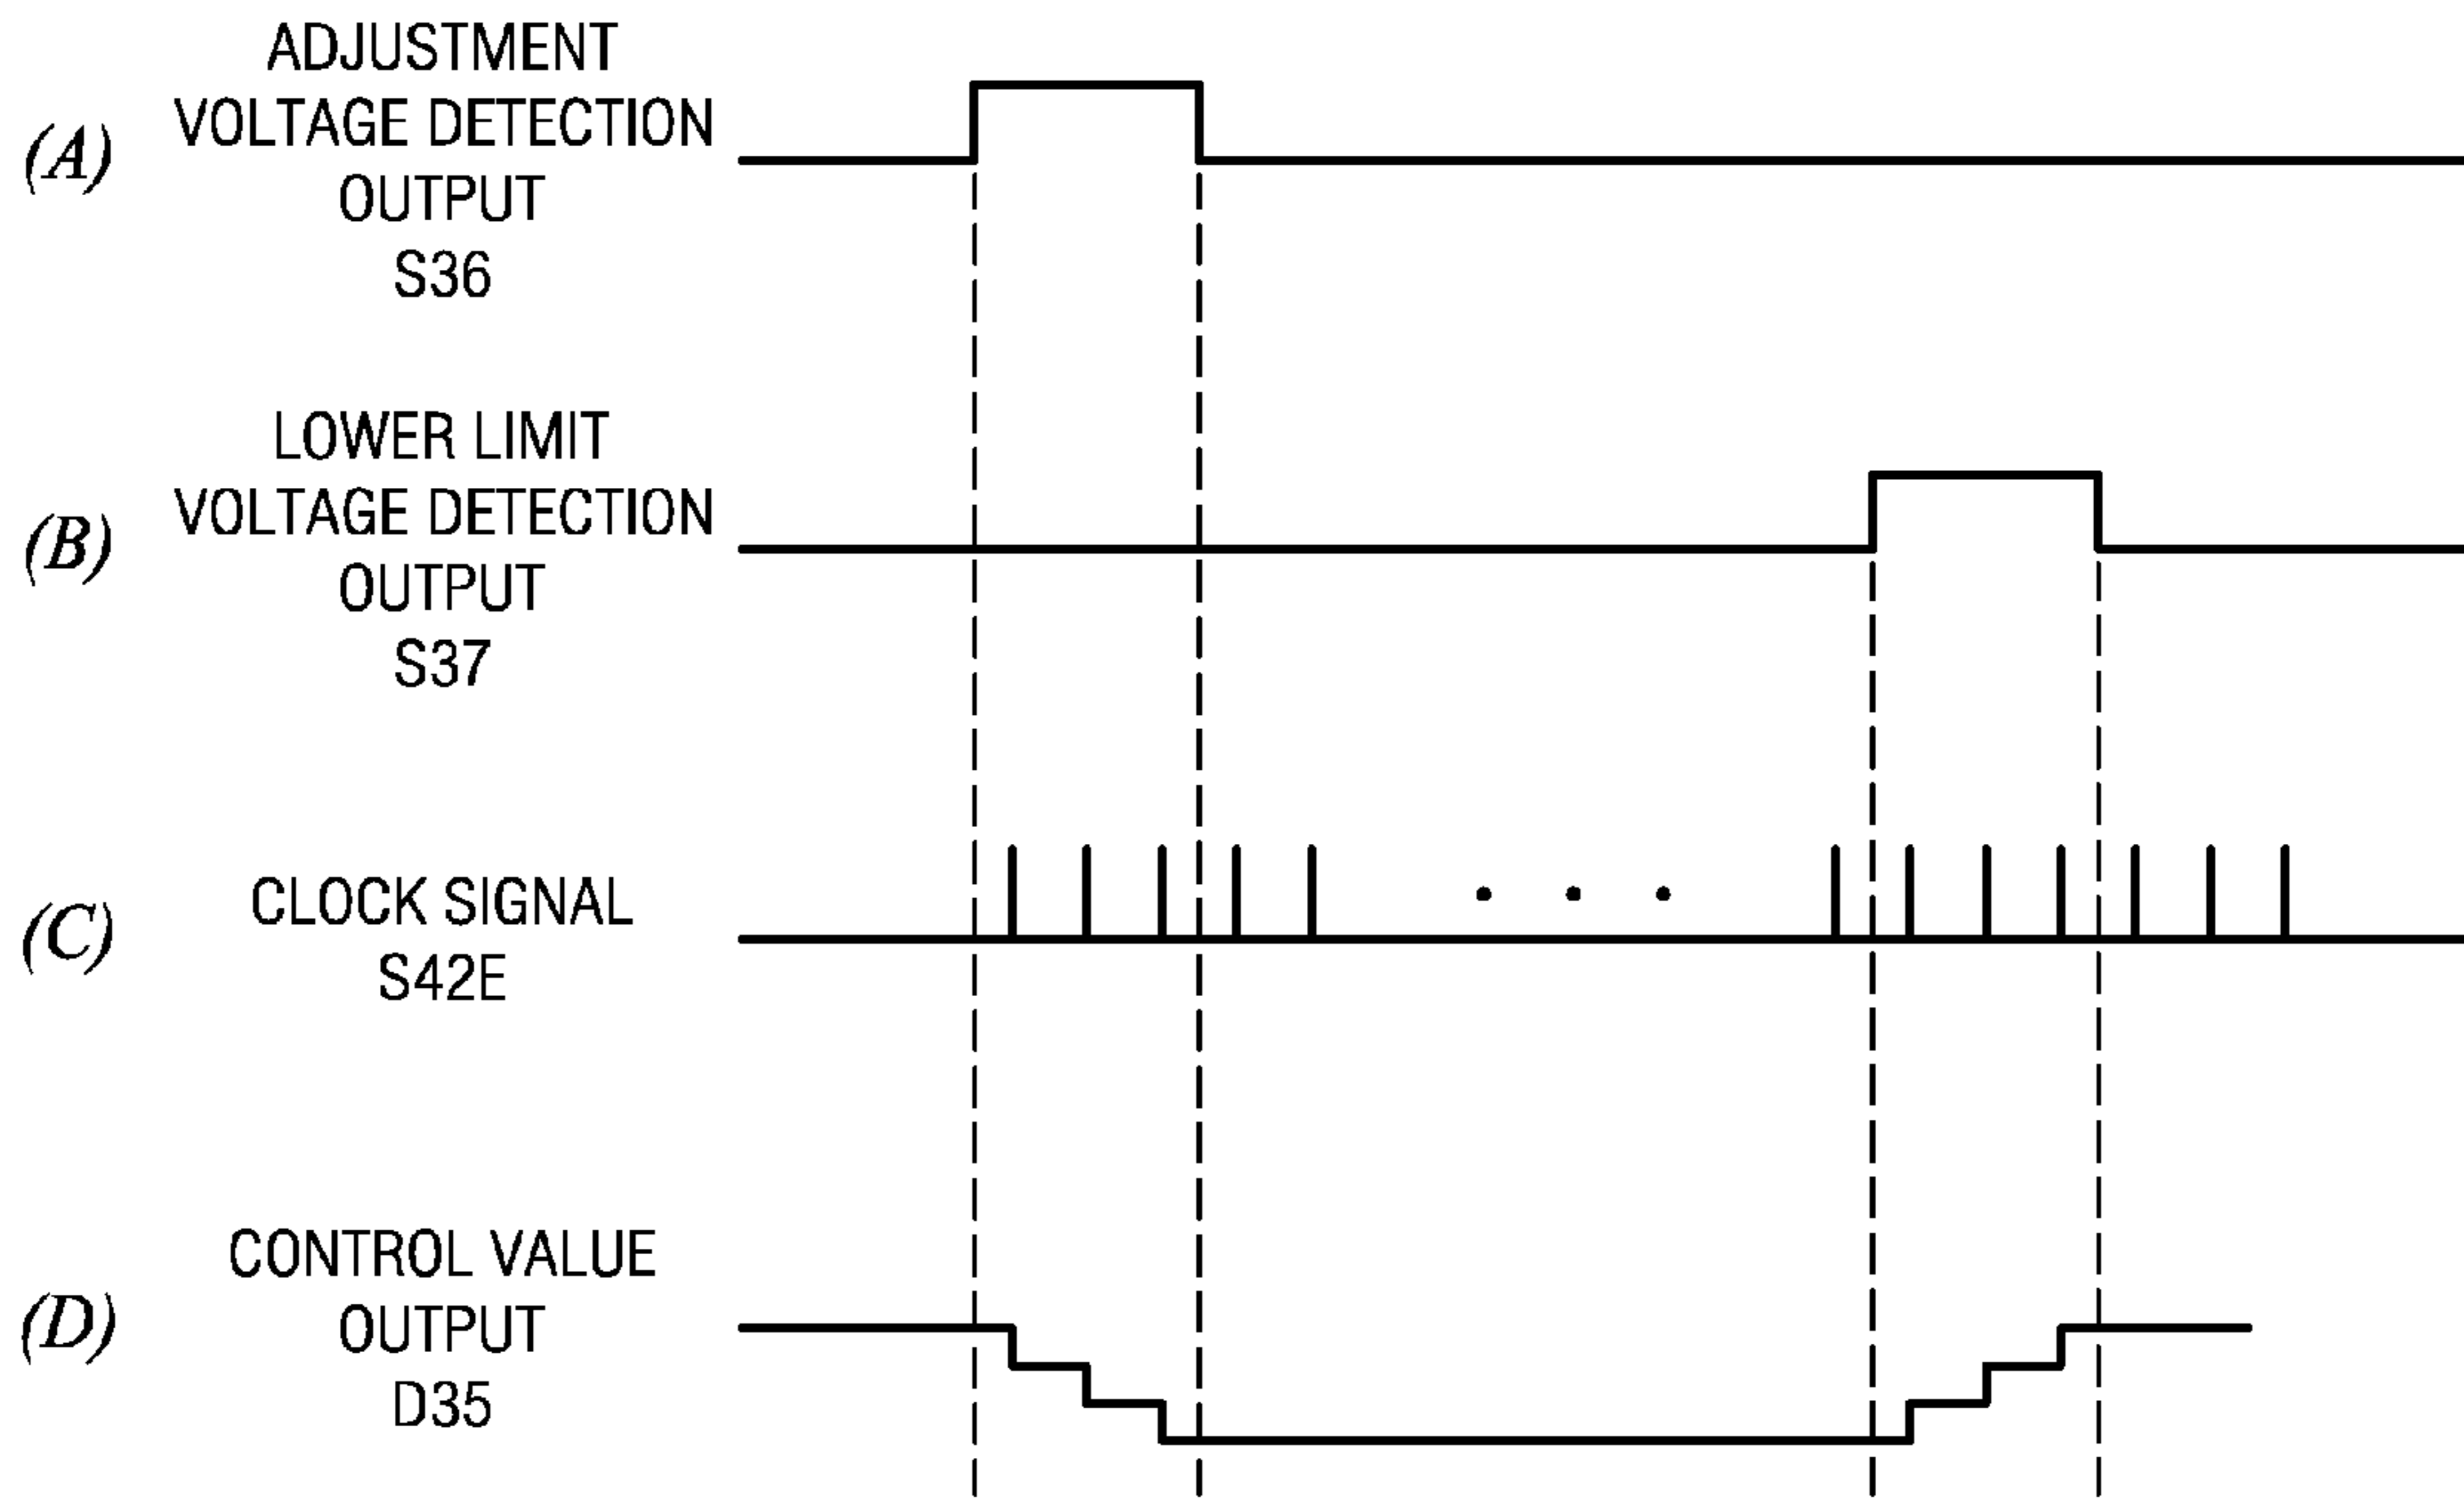 ADJUSTMENT
VOLTAGE DETECTION
(A)
OUTPUT
S36
LOWER LIMIT
VOLTAGE DETECTION
(B)
OUTPUT
S37
CLOCK SIGNAL
(C)
S42E
CONTROL VALUE
(D)
OUTPUT
D35